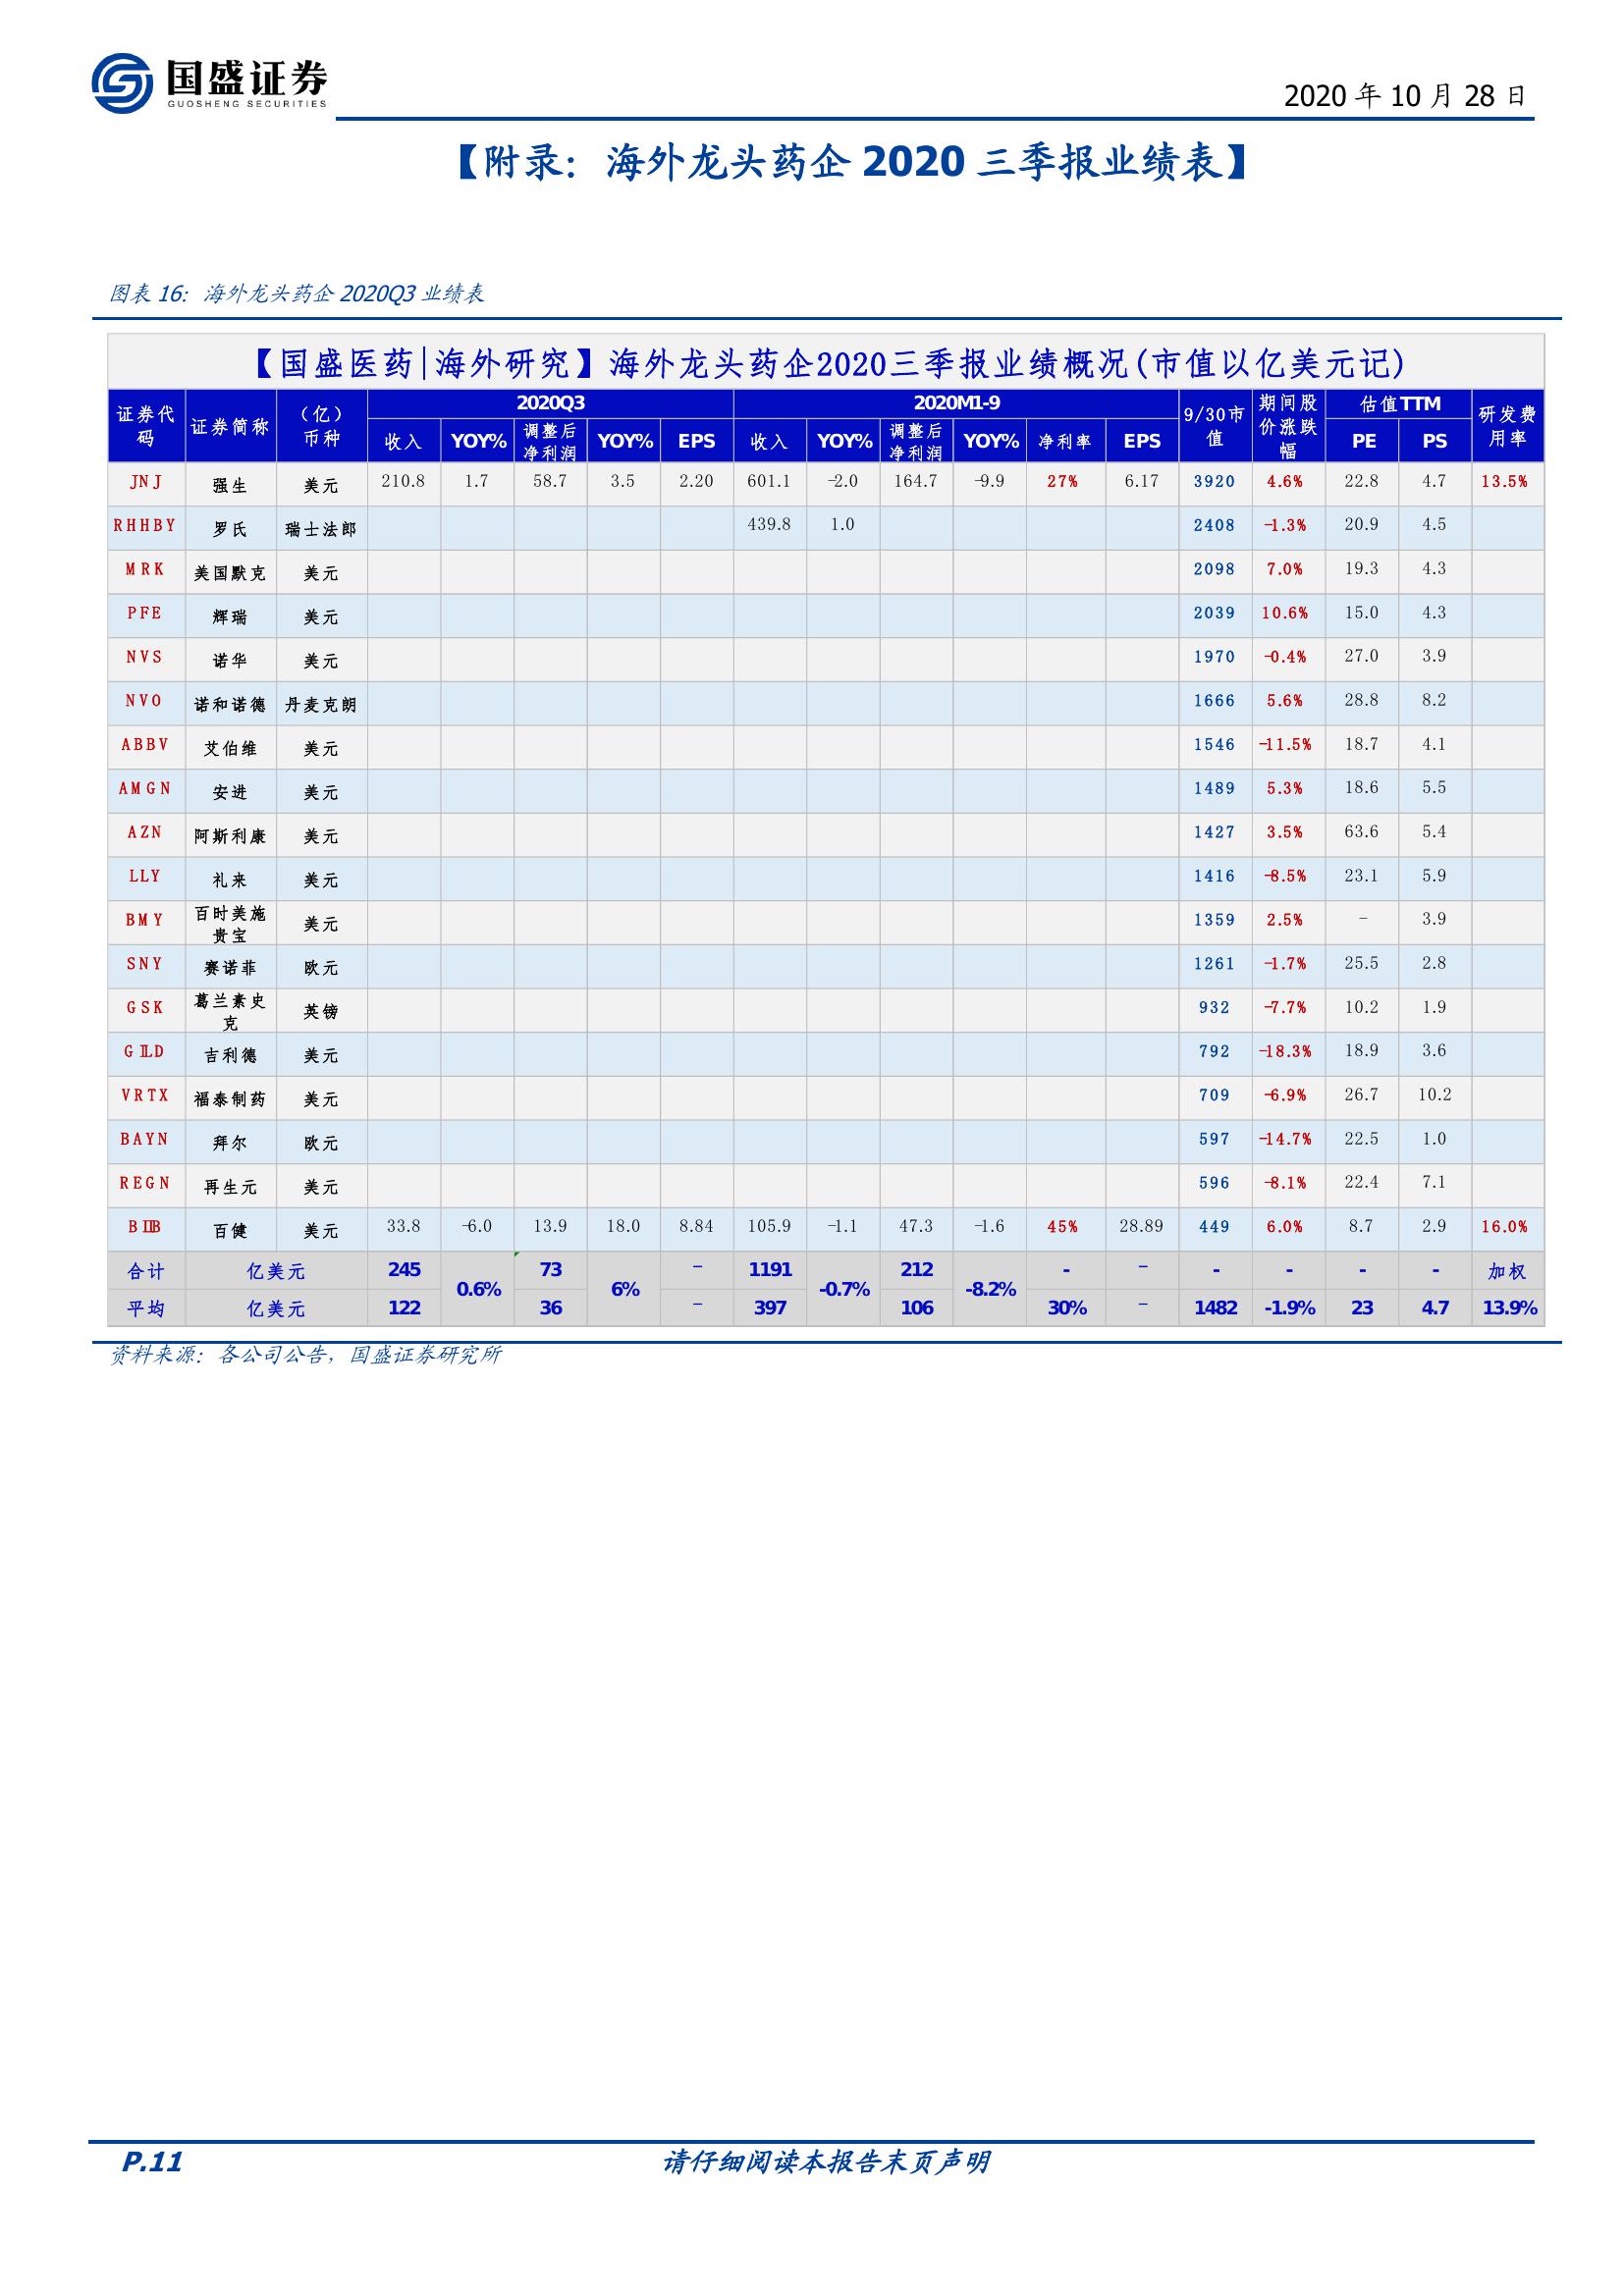 国盛证券
GUOSHENG SECURITIES
2020 年 10 月 28 日
【附录：海外龙头药企 2020 三季报业绩表】
图表 16：海外龙头药企 2020Q3 业绩表
【国盛医药|海外研究】海外龙头药企2020三季报业绩概况(市值以亿美元记)
证券代码 证券简称 （亿）币种 2020Q3 2020M1-9 9/30市值 期间股价涨跌幅 估值TTM 研发费用率
收入 YOY% 调整后净利润 YOY% EPS 收入 YOY% 调整后净利润 YOY% 净利率 EPS PE PS
JNJ 强生 美元 210.8 1.7 58.7 3.5 2.20 601.1 -2.0 164.7 -9.9 27% 6.17 3920 4.6% 22.8 4.7 13.5%
RHHBY 罗氏 瑞士法郎 439.8 1.0 2408 -1.3% 20.9 4.5
MRK 美国默克 美元 2098 7.0% 19.3 4.3
PFE 辉瑞 美元 2039 10.6% 15.0 4.3
NVS 诺华 美元 1970 -0.4% 27.0 3.9
NVO 诺和诺德 丹麦克朗 1666 5.6% 28.8 8.2
ABBV 艾伯维 美元 1546 -11.5% 18.7 4.1
AMGN 安进 美元 1489 5.3% 18.6 5.5
AZN 阿斯利康 美元 1427 3.5% 63.6 5.4
LLY 礼来 美元 1416 -8.5% 23.1 5.9
BMY 百时美施贵宝 美元 1359 2.5% - 3.9
SNY 赛诺菲 欧元 1261 -1.7% 25.5 2.8
GSK 葛兰素史克 英镑 932 -7.7% 10.2 1.9
GILD 吉利德 美元 792 -18.3% 18.9 3.6
VRTX 福泰制药 美元 709 -6.9% 26.7 10.2
BAYN 拜尔 欧元 597 -14.7% 22.5 1.0
REGN 再生元 美元 596 -8.1% 22.4 7.1
BIIB 百健 美元 33.8 -6.0 13.9 18.0 8.84 105.9 -1.1 47.3 -1.6 45% 28.89 449 6.0% 8.7 2.9 16.0%
合计 亿美元 245 0.6% 73 6% - 1191 -0.7% 212 -8.2% - - - - - - 加权
平均 亿美元 122 36 - 397 106 30% - 1482 -1.9% 23 4.7 13.9%
资料来源：各公司公告，国盛证券研究所
P.11 请仔细阅读本报告末页声明